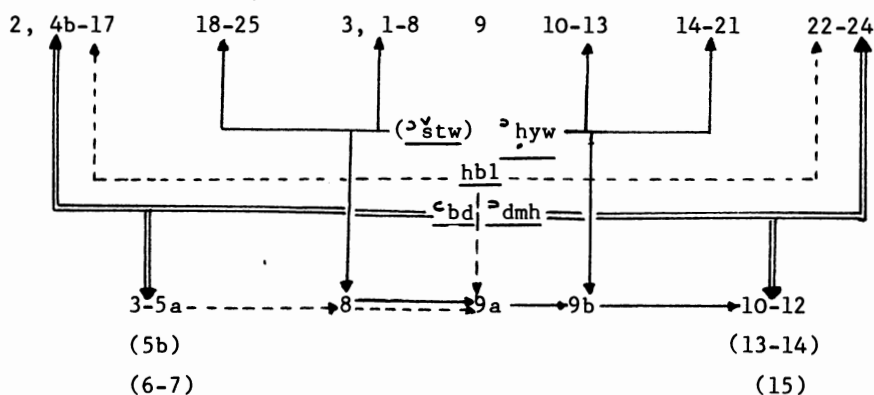 2, 4b-17 18-25 3, 1-8 9 10-13 14-21 22-24
(ʾštw) ʾḥyw
hbl
ʿbd ʾdmh
3-5a 8 9a 9b 10-12
(5b) (13-14)
(6-7) (15)